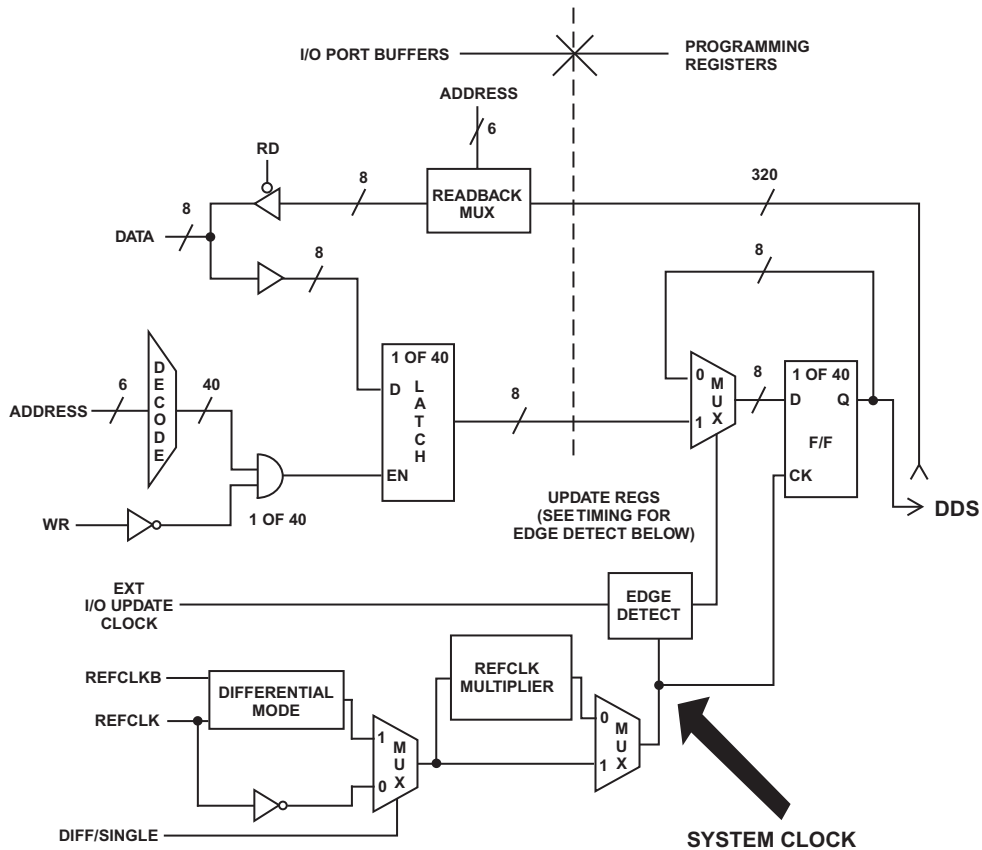 I/O PORT BUFFERS
PROGRAMMING
REGISTERS
ADDRESS
6
RD
8
READBACK
MUX
320
8
DATA
8
8
DECODE
6
40
ADDRESS
1 OF 40
D
LATCH
EN
8
0
MUX
1
8
1 OF 40
D Q
F/F
CK
WR
1 OF 40
UPDATE REGS
(SEE TIMING FOR
EDGE DETECT BELOW)
DDS
EXT
I/O UPDATE
CLOCK
EDGE
DETECT
REFCLKB
REFCLK
DIFFERENTIAL
MODE
REFCLK
MULTIPLIER
1
MUX
0
0
MUX
1
DIFF/SINGLE
SYSTEM CLOCK